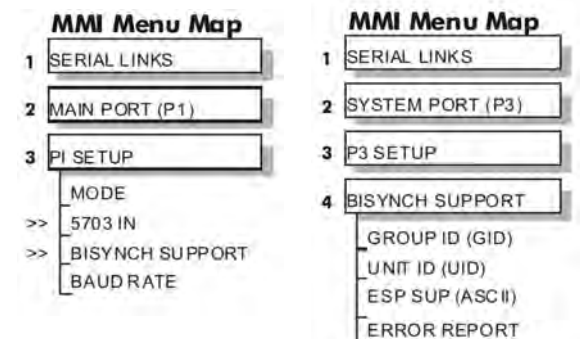 MMI Menu Map
1 SERIAL LINKS
2 MAIN PORT (P1)
3 PI SETUP
MODE
>> 5703 IN
>> BISYNCH SUPPORT
BAUD RATE
MMI Menu Map
1 SERIAL LINKS
2 SYSTEM PORT (P3)
3 P3 SETUP
4 BISYNCH SUPPORT
GROUP ID (GID)
UNIT ID (UID)
ESP SUP (ASCII)
ERROR REPORT